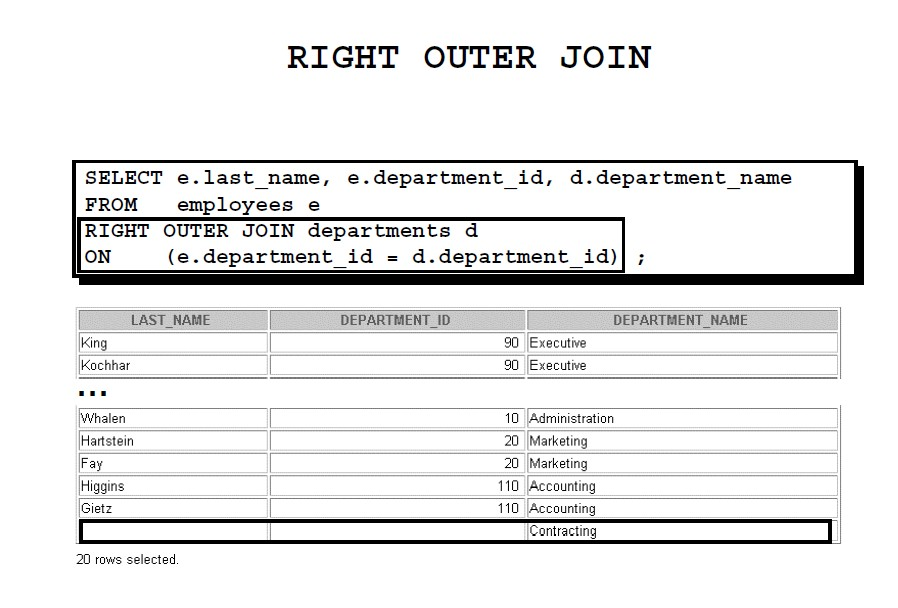 RIGHT OUTER JOIN
SELECT e.last_name, e.department_id, d.department_name
FROM   employees e
RIGHT OUTER JOIN departments d
ON    (e.department_id = d.department_id) ;
LAST_NAME DEPARTMENT_ID DEPARTMENT_NAME
King 90 Executive
Kochhar 90 Executive
...
Whalen 10 Administration
Hartstein 20 Marketing
Fay 20 Marketing
Higgins 110 Accounting
Gietz 110 Accounting
Contracting
20 rows selected.